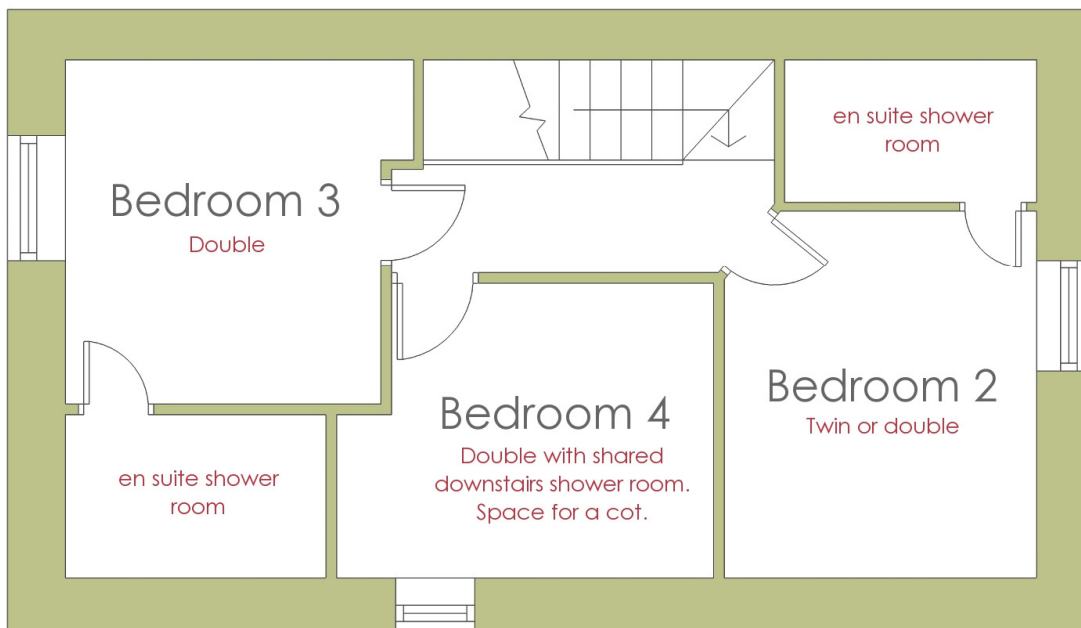 Bedroom 3
Double
en suite shower
room
en suite shower
room
Bedroom 4
Double with shared
downstairs shower room.
Space for a cot.
Bedroom 2
Twin or double